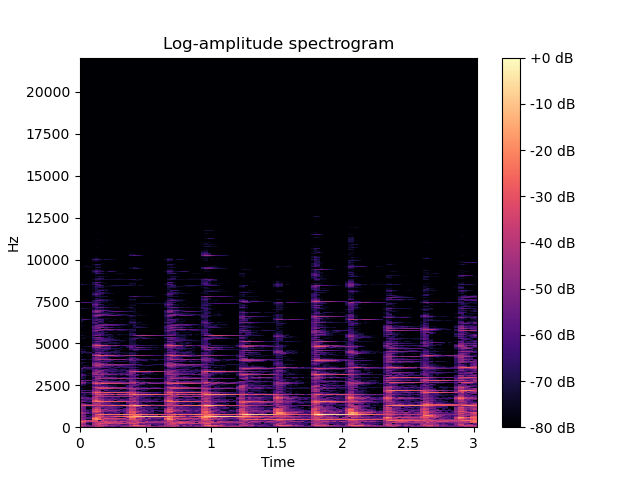 Log-amplitude spectrogram
Hz
20000
17500
15000
12500
10000
7500
5000
2500
0
0 0.5 1 1.5 2 2.5 3
Time
+0 dB
-10 dB
-20 dB
-30 dB
-40 dB
-50 dB
-60 dB
-70 dB
-80 dB